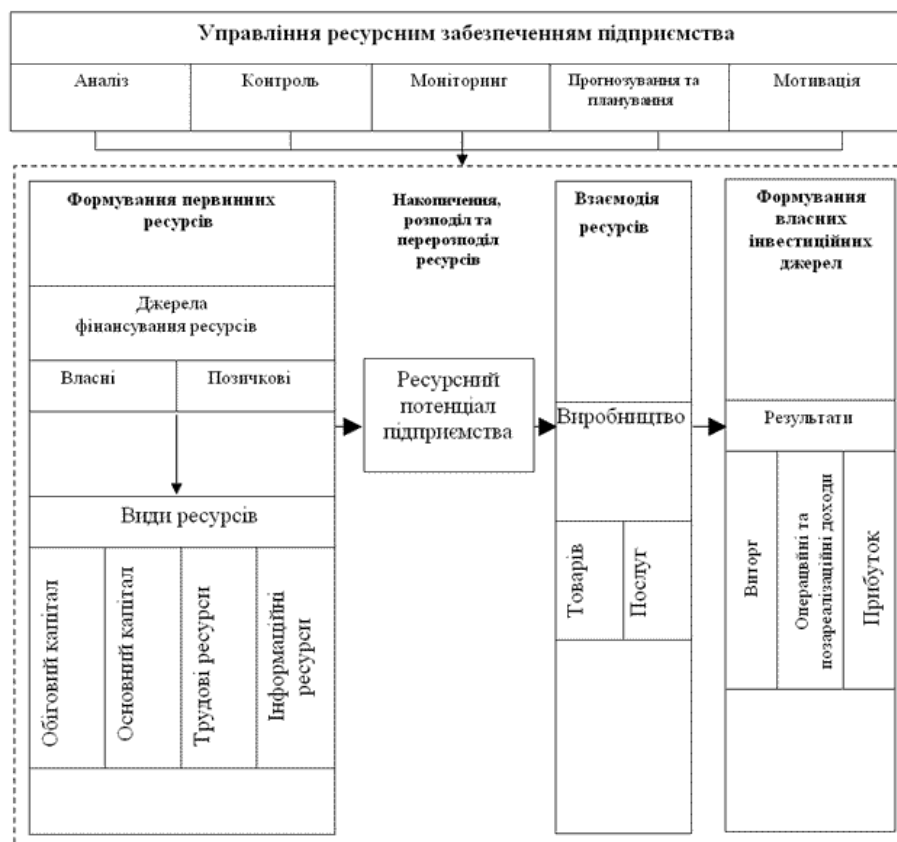 Управління ресурсним забезпеченням підприємства
Аналіз
Контроль
Моніторинг
Прогнозування та
планування
Мотивація
Формування первинних
ресурсів
Джерела
фінансування ресурсів
Власні
Позичкові
Види ресурсів
Обіговий капітал
Основний капітал
Трудові ресурси
Інформаційні
ресурси
Накопичення,
розподіл та
перерозподіл
ресурсів
Ресурсний
потенціал
підприємства
Взаємодія
ресурсів
Виробництво
Товарів
Послуг
Формування
власних
інвестиційних
джерел
Результати
Виторг
Операцвійні та
позареалізаційні доходи
Прибуток